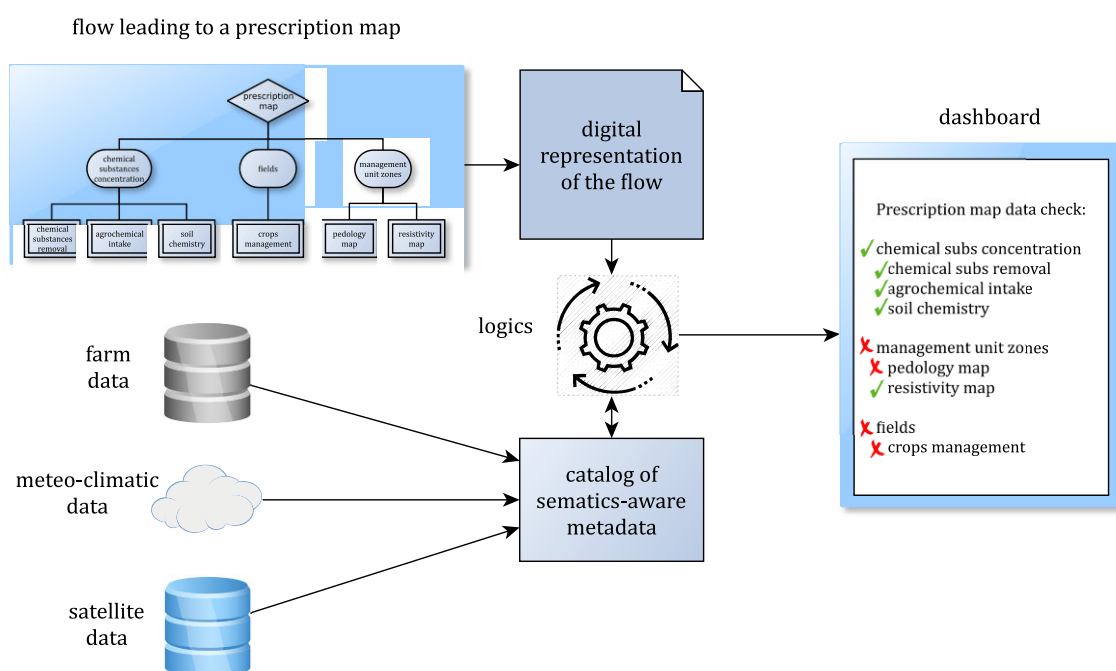 flow leading to a prescription map
prescription
map
chemical
substances
concentration
fields
management
unit zones
chemical
substances
removal
agrochemical
intake
soil
chemistry
crops
management
pedology
map
resistivity
map
digital
representation
of the flow
dashboard
Prescription map data check:
chemical subs concentration
chemical subs removal
agrochemical intake
soil chemistry
management unit zones
pedology map
resistivity map
fields
crops management
logics
farm
data
meteo-climatic
data
satellite
data
catalog of
sematics-aware
metadata